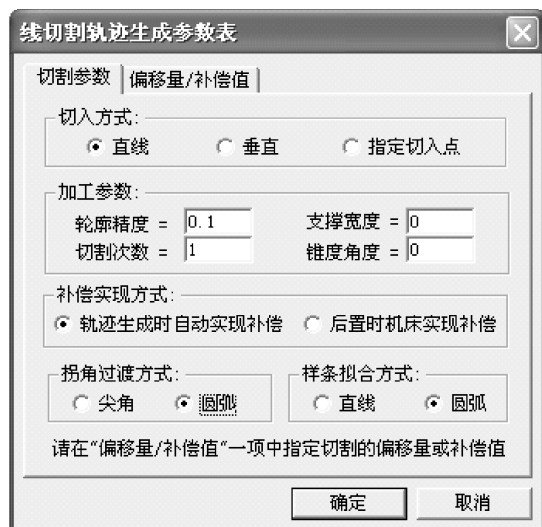 线切割轨迹生成参数表
切割参数 偏移量/补偿值
切入方式:
直线 垂直 指定切入点
加工参数:
轮廓精度 = 0.1 支撑宽度 = 0
切割次数 = 1 锥度角度 = 0
补偿实现方式:
轨迹生成时自动实现补偿 后置时机床实现补偿
拐角过渡方式: 样条拟合方式:
尖角 圆弧 直线 圆弧
请在"偏移量/补偿值"一项中指定切割的偏移量或补偿值
确定 取消